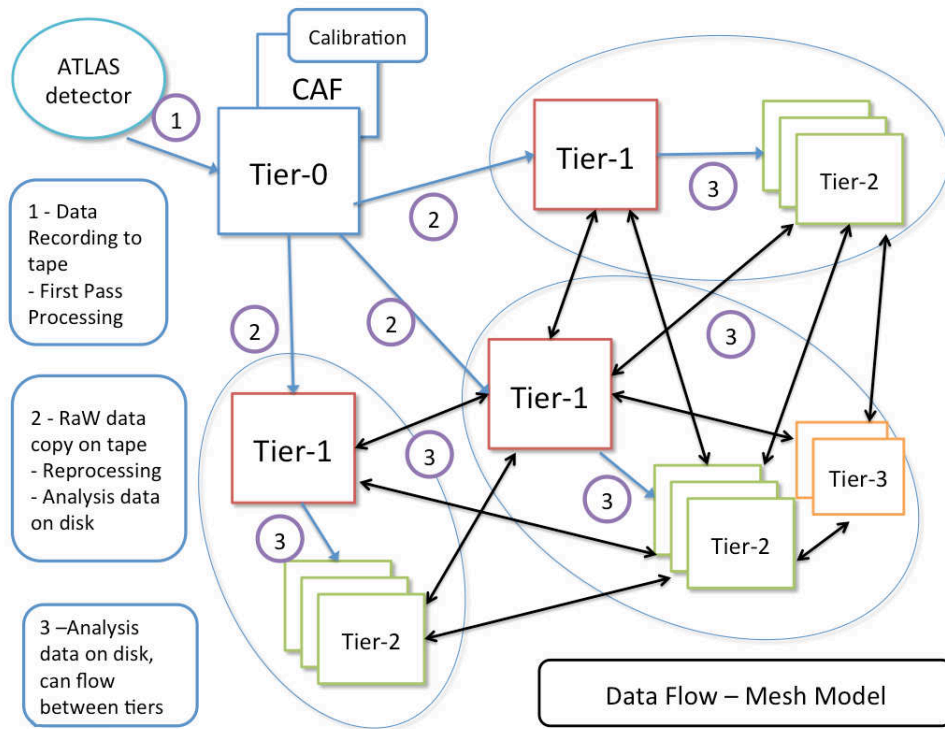 ATLAS
detector
Calibration
CAF
1
Tier-0
Tier-1
Tier-2
3
2
1 - Data
Recording to
tape
- First Pass
Processing
2
2
3
Tier-1
2 - RaW data
copy on tape
- Reprocessing
- Analysis data
on disk
Tier-1
3
Tier-3
3
Tier-2
3
Tier-2
3 –Analysis
data on disk,
can flow
between tiers
Data Flow – Mesh Model